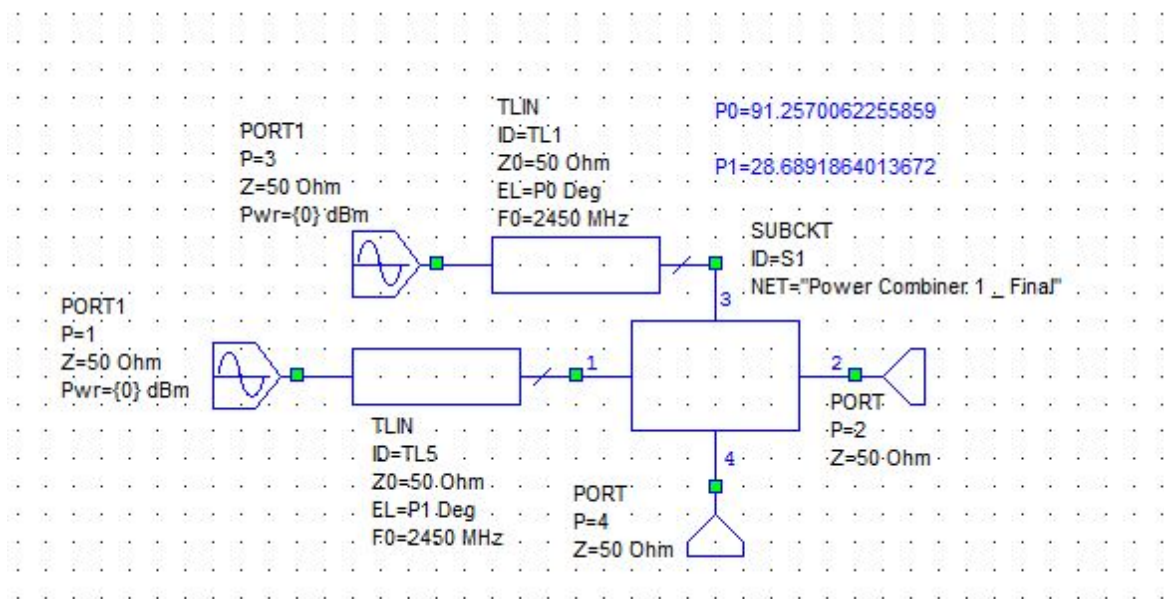 TLIN
ID=TL1
Z0=50 Ohm
EL=P0 Deg
F0=2450 MHz
P0=91.2570062255859
P1=28.6891864013672
PORT1
P=3
Z=50 Ohm
Pwr={0} dBm
SUBCKT
ID=S1
NET="Power Combiner 1 _ Final"
3
PORT1
P=1
Z=50 Ohm
Pwr={0} dBm
1
2
PORT
P=2
Z=50 Ohm
TLIN
ID=TL5
Z0=50 Ohm
EL=P1 Deg
F0=2450 MHz
4
PORT
P=4
Z=50 Ohm